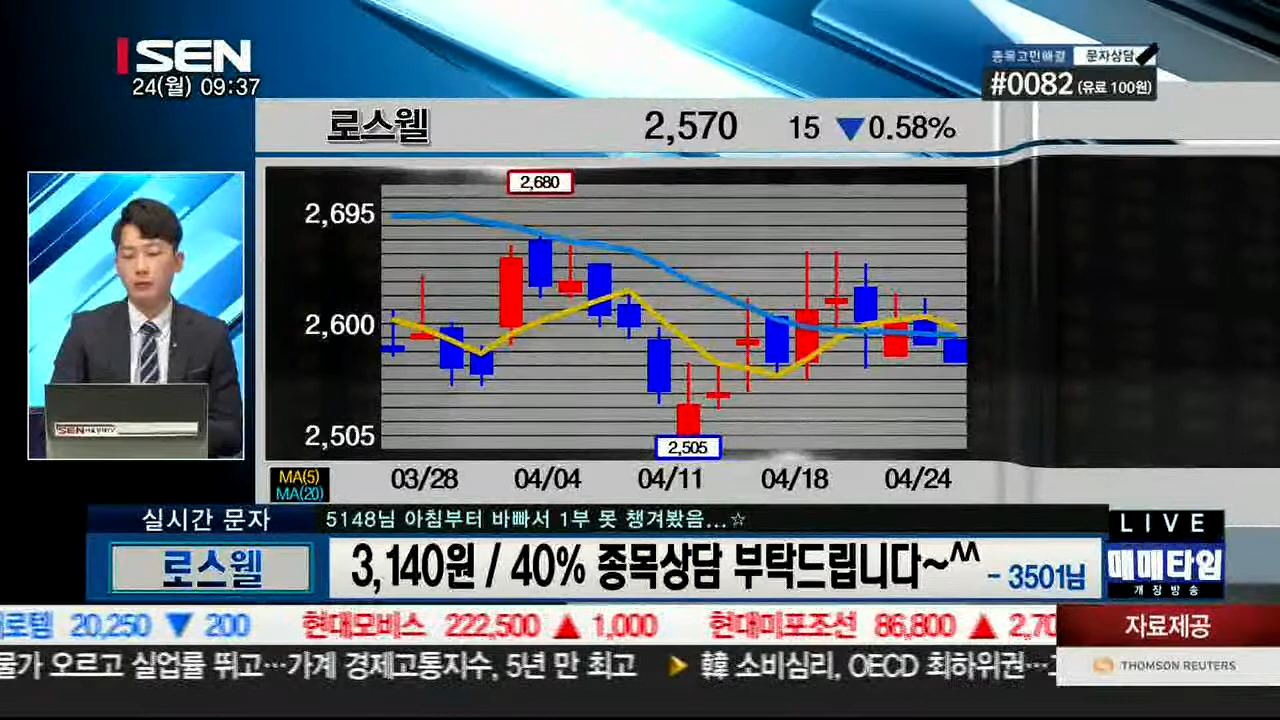 SEN
24(월) 09:37
종목고민해결 문자상담
#0082 (유료 100원)
로스웰 2,570 15 ▼0.58%
2,680
2,695
2,600
2,505
2,505
MA(5)
MA(20)
03/28 04/04 04/11 04/18 04/24
SEN
실시간 문자 5148님 아침부터 바빠서 1부 못 챙겨봤음...☆
로스웰 3,140원 / 40% 종목상담 부탁드립니다~^^ - 3501님
LIVE
매매타임
개장방송
로템 20,250 ▼ 200 현대모비스 222,500 ▲ 1,000 현대미포조선 86,800 ▲ 2,70
자료제공
물가 오르고 실업률 뛰고…가계 경제고통지수, 5년 만 최고 ▶ 韓 소비심리, OECD 최하위권…
THOMSON REUTERS